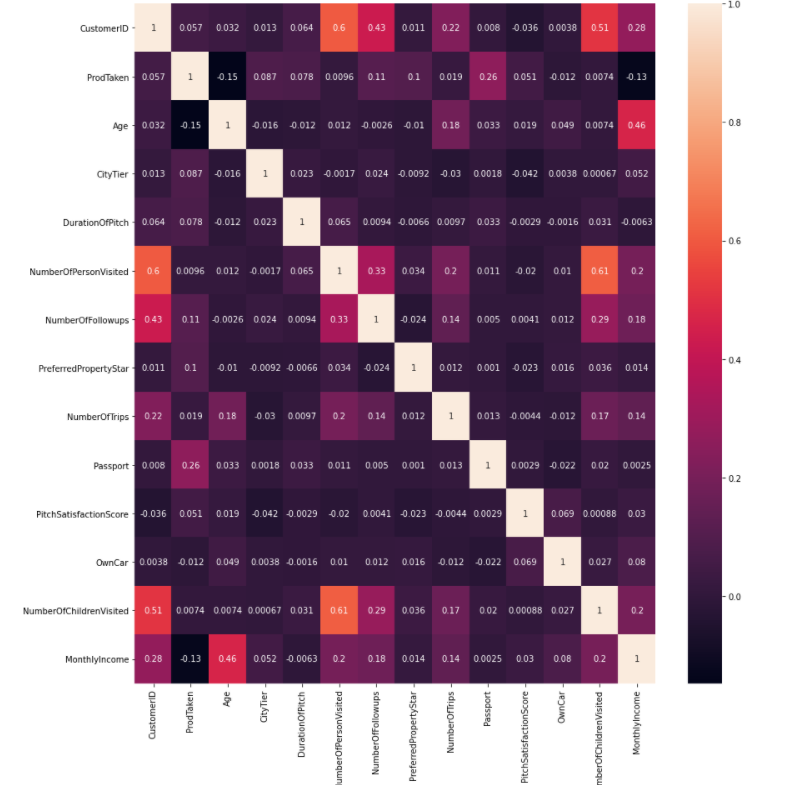 CustomerID 1 0.057 0.032 0.013 0.064 0.6 0.43 0.011 0.22 0.008 -0.036 0.0038 0.51 0.28
ProdTaken 0.057 1 -0.15 0.087 0.078 0.0096 0.11 0.1 0.019 0.26 0.051 -0.012 0.0074 -0.13
Age 0.032 -0.15 1 -0.016 -0.012 0.012 -0.0026 -0.01 0.18 0.033 0.019 0.049 0.0074 0.46
CityTier 0.013 0.087 -0.016 1 0.023 -0.0017 0.024 -0.0092 -0.03 0.0018 -0.042 0.0038 0.00067 0.052
DurationOfPitch 0.064 0.078 -0.012 0.023 1 0.065 0.0094 -0.0066 0.0097 0.033 -0.0029 -0.0016 0.031 -0.0063
NumberOfPersonVisited 0.6 0.0096 0.012 -0.0017 0.065 1 0.33 0.034 0.2 0.011 -0.02 0.01 0.61 0.2
NumberOfFollowups 0.43 0.11 -0.0026 0.024 0.0094 0.33 1 -0.024 0.14 0.005 0.0041 0.012 0.29 0.18
PreferredPropertyStar 0.011 0.1 -0.01 -0.0092 -0.0066 0.034 -0.024 1 0.012 0.001 -0.023 0.016 0.036 0.014
NumberOfTrips 0.22 0.019 0.18 -0.03 0.0097 0.2 0.14 0.012 1 0.013 -0.0044 -0.012 0.17 0.14
Passport 0.008 0.26 0.033 0.0018 0.033 0.011 0.005 0.001 0.013 1 0.0029 -0.022 0.02 0.0025
PitchSatisfactionScore -0.036 0.051 0.019 -0.042 -0.0029 -0.02 0.0041 -0.023 -0.0044 0.0029 1 0.069 0.00088 0.03
OwnCar 0.0038 -0.012 0.049 0.0038 -0.0016 0.01 0.012 0.016 -0.012 -0.022 0.069 1 0.027 0.08
NumberOfChildrenVisited 0.51 0.0074 0.0074 0.00067 0.031 0.61 0.29 0.036 0.17 0.02 0.00088 0.027 1 0.2
MonthlyIncome 0.28 -0.13 0.46 0.052 -0.0063 0.2 0.18 0.014 0.14 0.0025 0.03 0.08 0.2 1
CustomerID
ProdTaken
Age
CityTier
DurationOfPitch
umberOfPersonVisited
NumberOfFollowups
PreferredPropertyStar
NumberOfTrips
Passport
PitchSatisfactionScore
OwnCar
mberOfChildrenVisited
MonthlyIncome
1.0
0.8
0.6
0.4
0.2
0.0